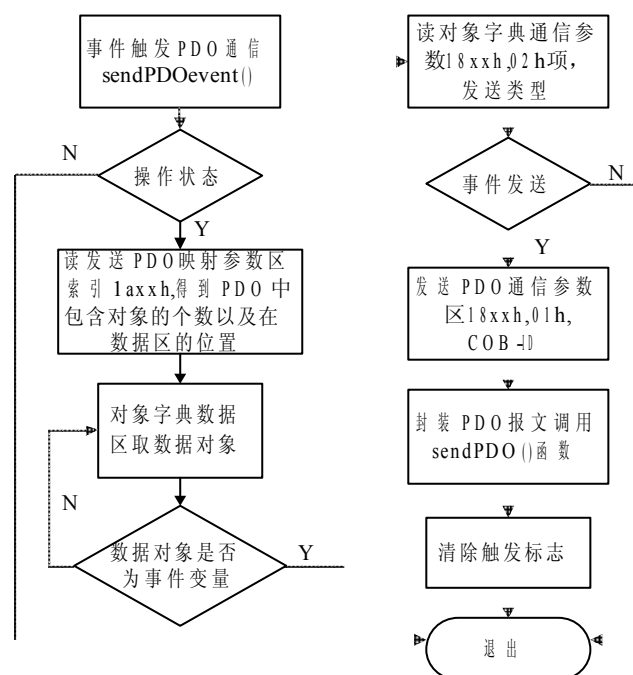 事件触发PDO通信
sendPDOevent()
N
操作状态
Y
读发送PDO映射参数区
索引1axxh,得到PDO中
包含对象的个数以及在
数据区的位置
对象字典数据
区取数据对象
N
数据对象是否
为事件变量
Y
读对象字典通信参
数18xxh,02h项，
发送类型
事件发送
N
Y
发送PDO通信参数
区18xxh,01h,
COB-ID
封装PDO报文调用
sendPDO()函数
清除触发标志
退出